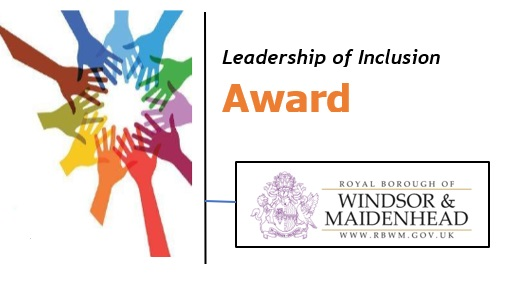 Leadership of Inclusion
Award
ROYAL BOROUGH OF
WINDSOR &
MAIDENHEAD
WWW.RBWM.GOV.UK